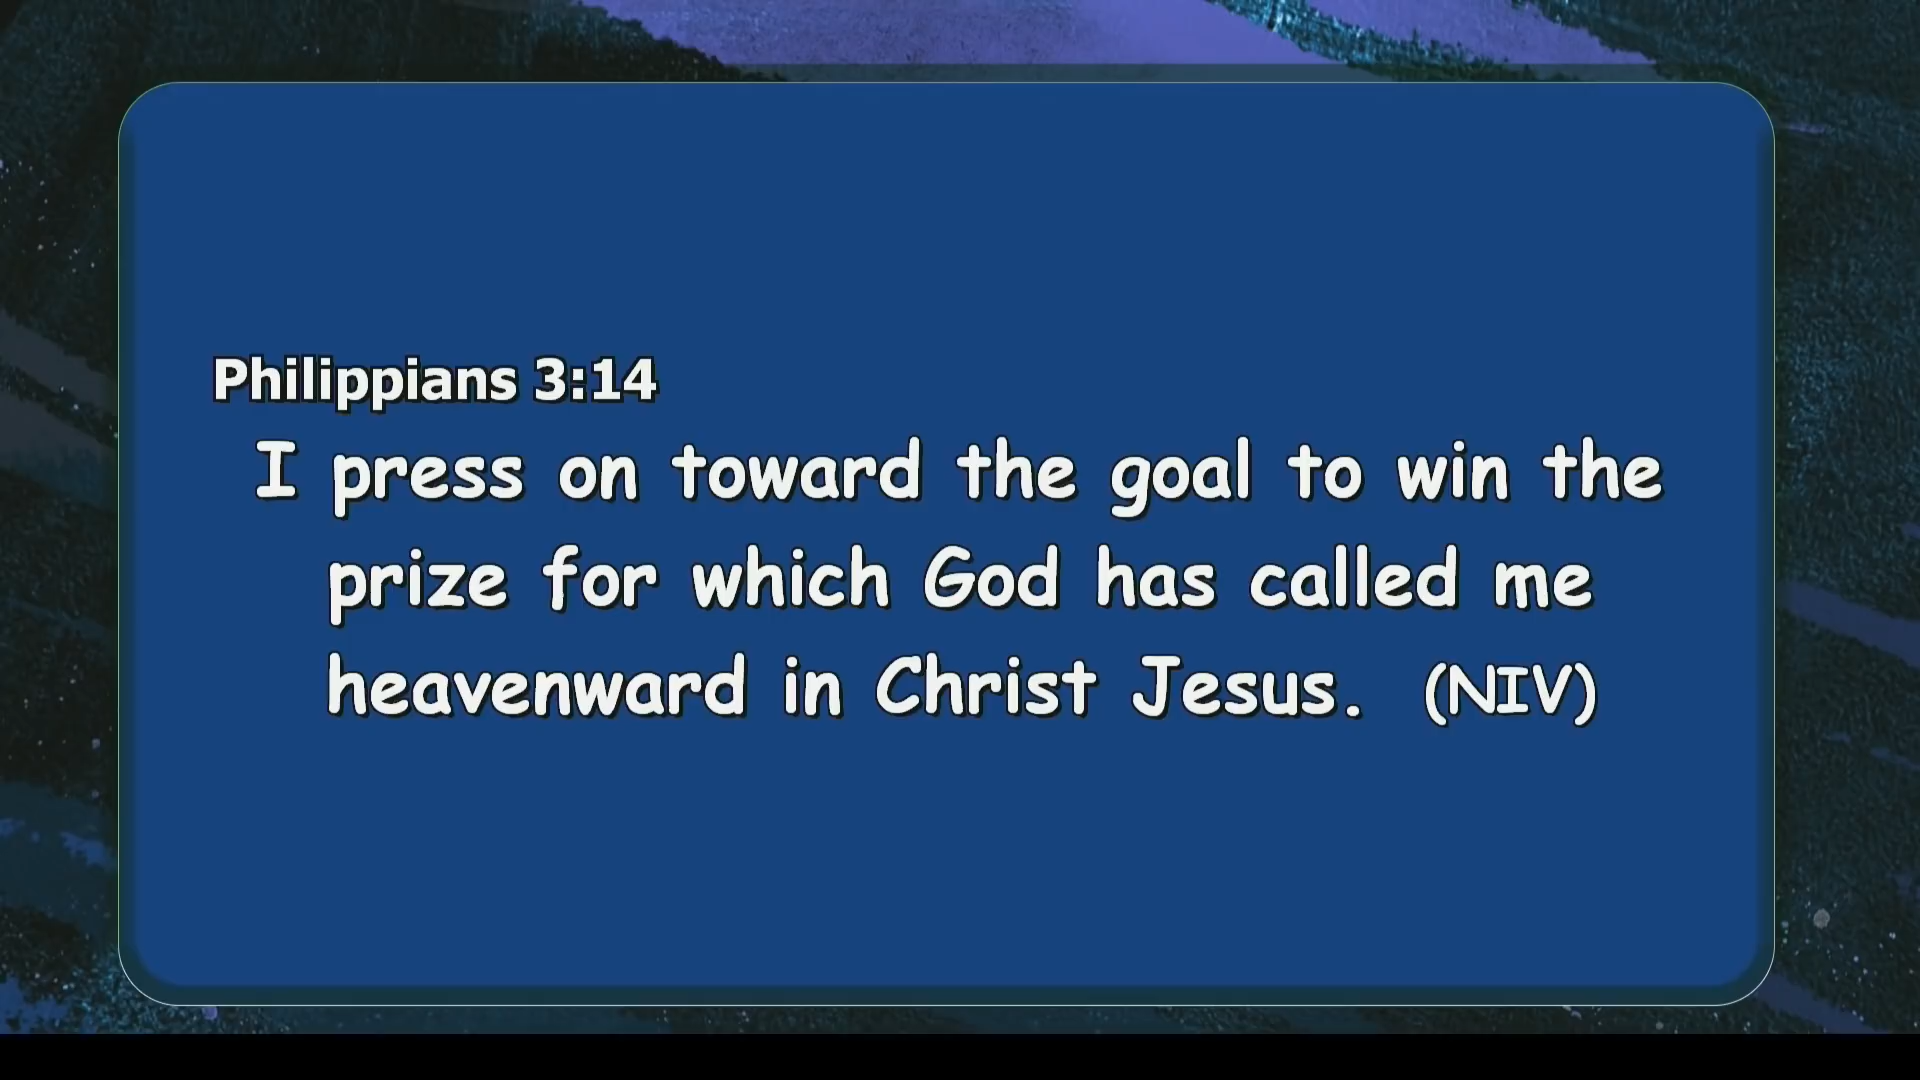 Philippians 3:14
I press on toward the goal to win the
prize for which God has called me
heavenward in Christ Jesus. (NIV)